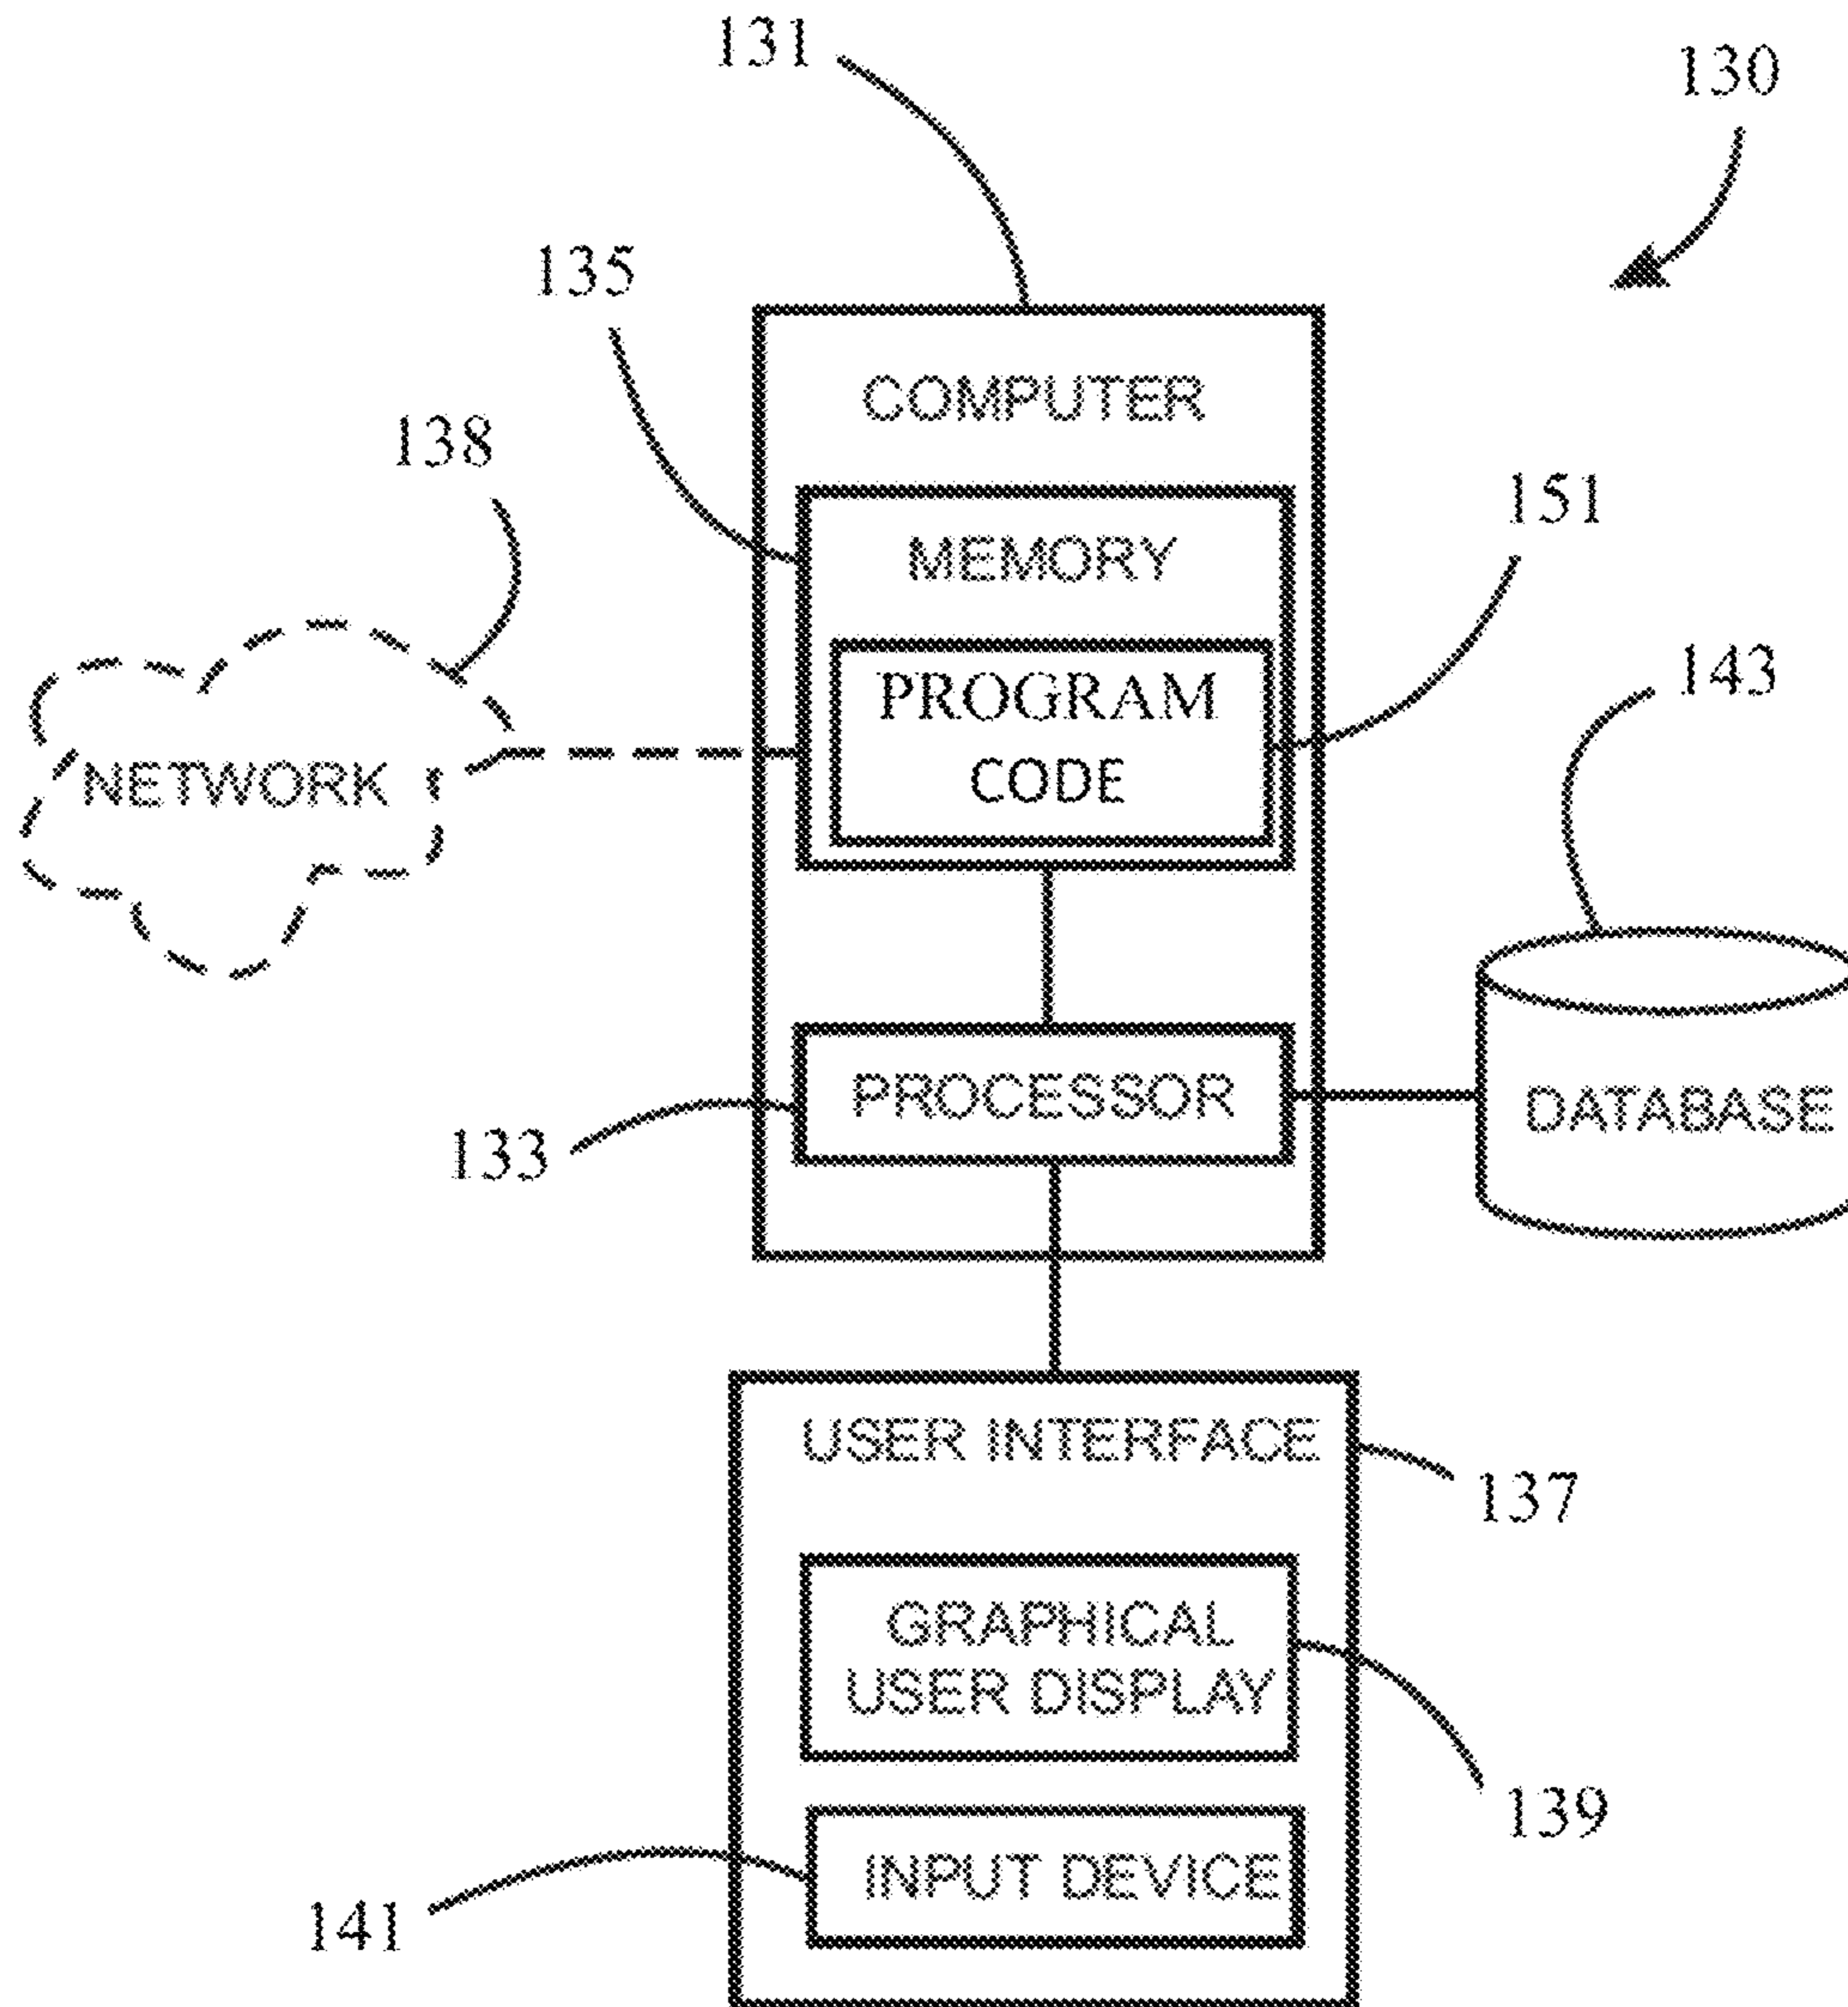 131
130
135
COMPUTER
138
151
MEMORY
143
PROGRAM
CODE
NETWORK
PROCESSOR
DATABASE
133
USER INTERFACE
137
GRAPHICAL
USER DISPLAY
139
INPUT DEVICE
141